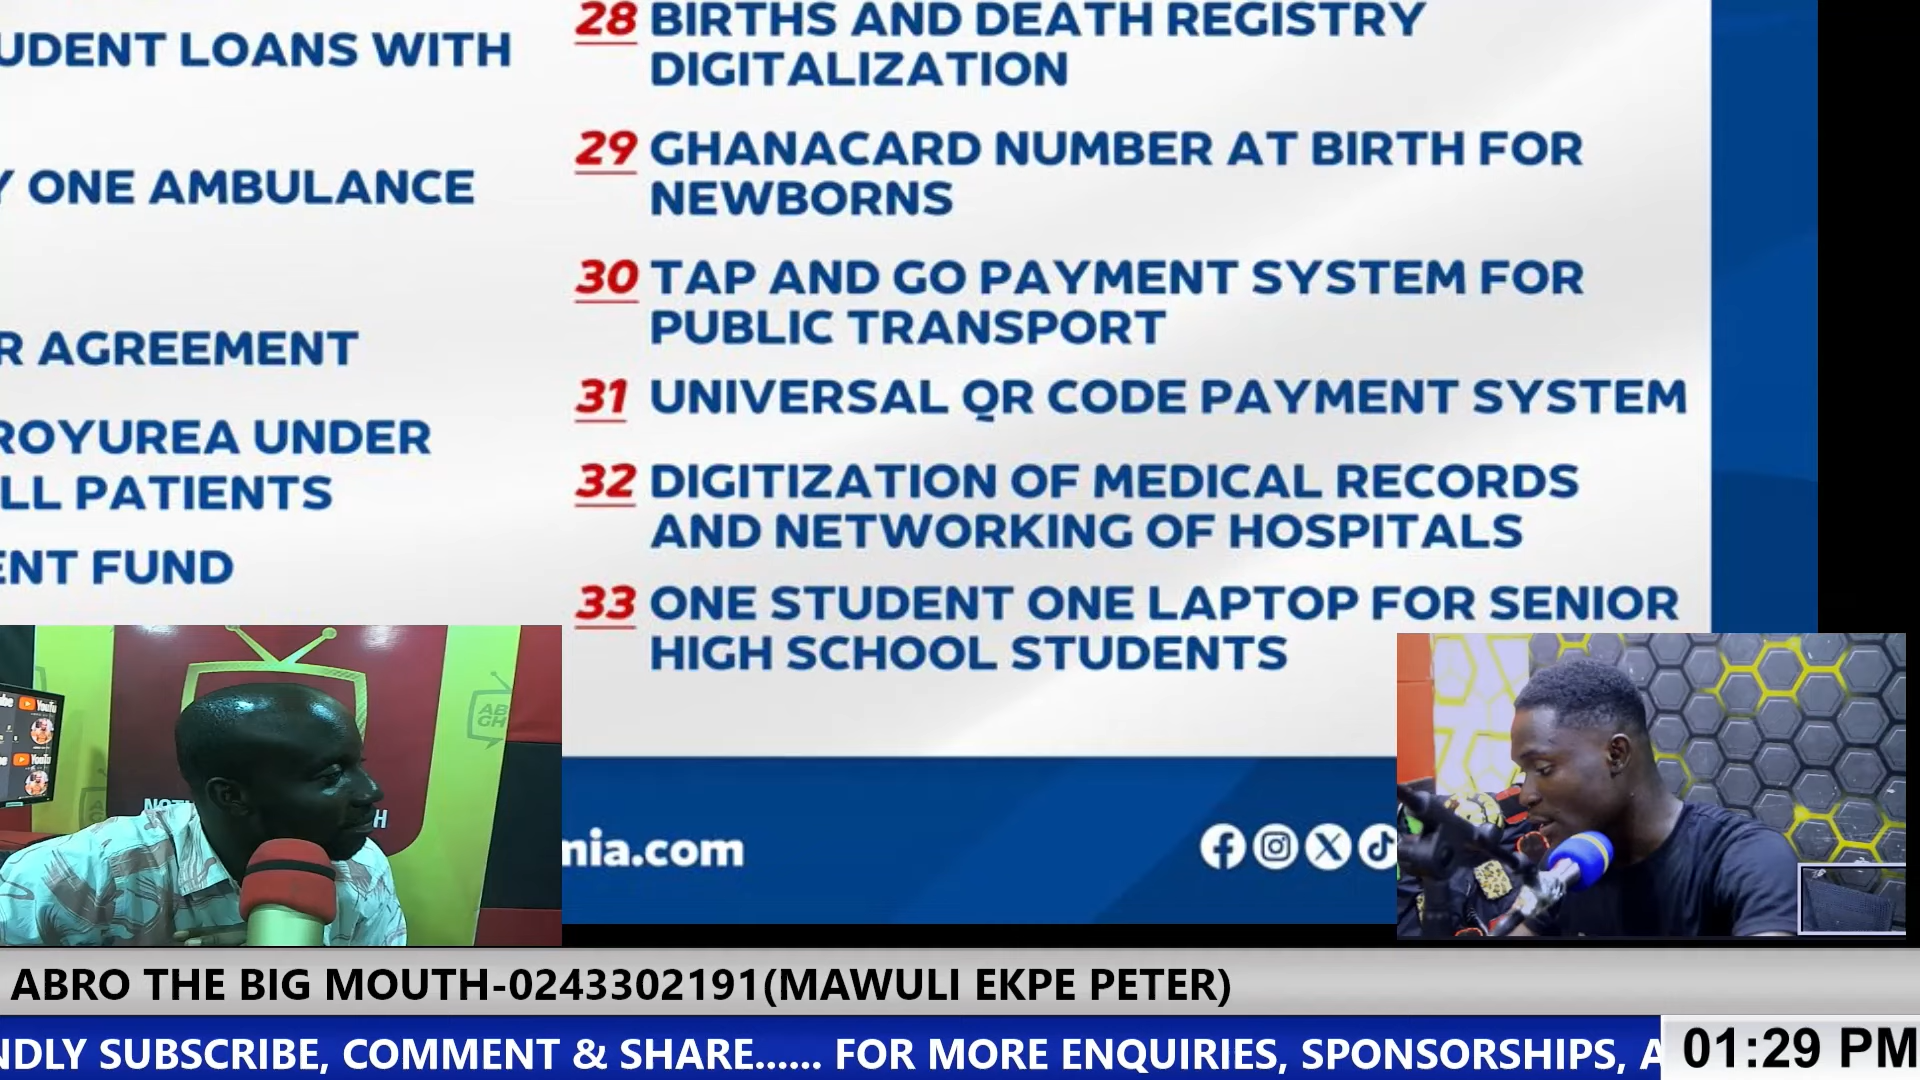 UDENT LOANS WITH
Y ONE AMBULANCE
R AGREEMENT
ROYUREA UNDER
LL PATIENTS
ENT FUND
28 BIRTHS AND DEATH REGISTRY
DIGITALIZATION
29 GHANACARD NUMBER AT BIRTH FOR
NEWBORNS
30 TAP AND GO PAYMENT SYSTEM FOR
PUBLIC TRANSPORT
31 UNIVERSAL QR CODE PAYMENT SYSTEM
32 DIGITIZATION OF MEDICAL RECORDS
AND NETWORKING OF HOSPITALS
33 ONE STUDENT ONE LAPTOP FOR SENIOR
HIGH SCHOOL STUDENTS
mia.com
AB
GH
ABRO THE BIG MOUTH-0243302191(MAWULI EKPE PETER)
NDLY SUBSCRIBE, COMMENT & SHARE...... FOR MORE ENQUIRIES, SPONSORSHIPS, A
01:29 PM